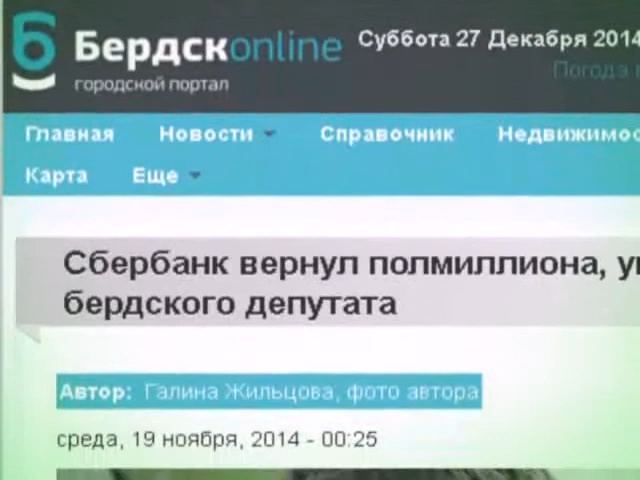 Бердскonline
городской портал
Суббота 27 Декабря 2014
Погода
Главная Новости Справочник
Карта Еще
Сбербанк вернул полмиллиона,
бердского депутата
Автор: Галина Жильцова, фото автора
среда, 19 ноября, 2014 - 00:25